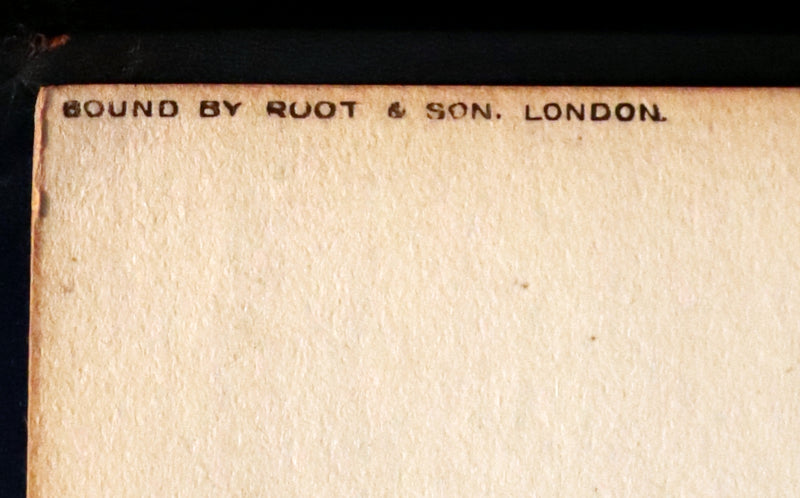 BOUND BY ROOT & SON. LONDON.